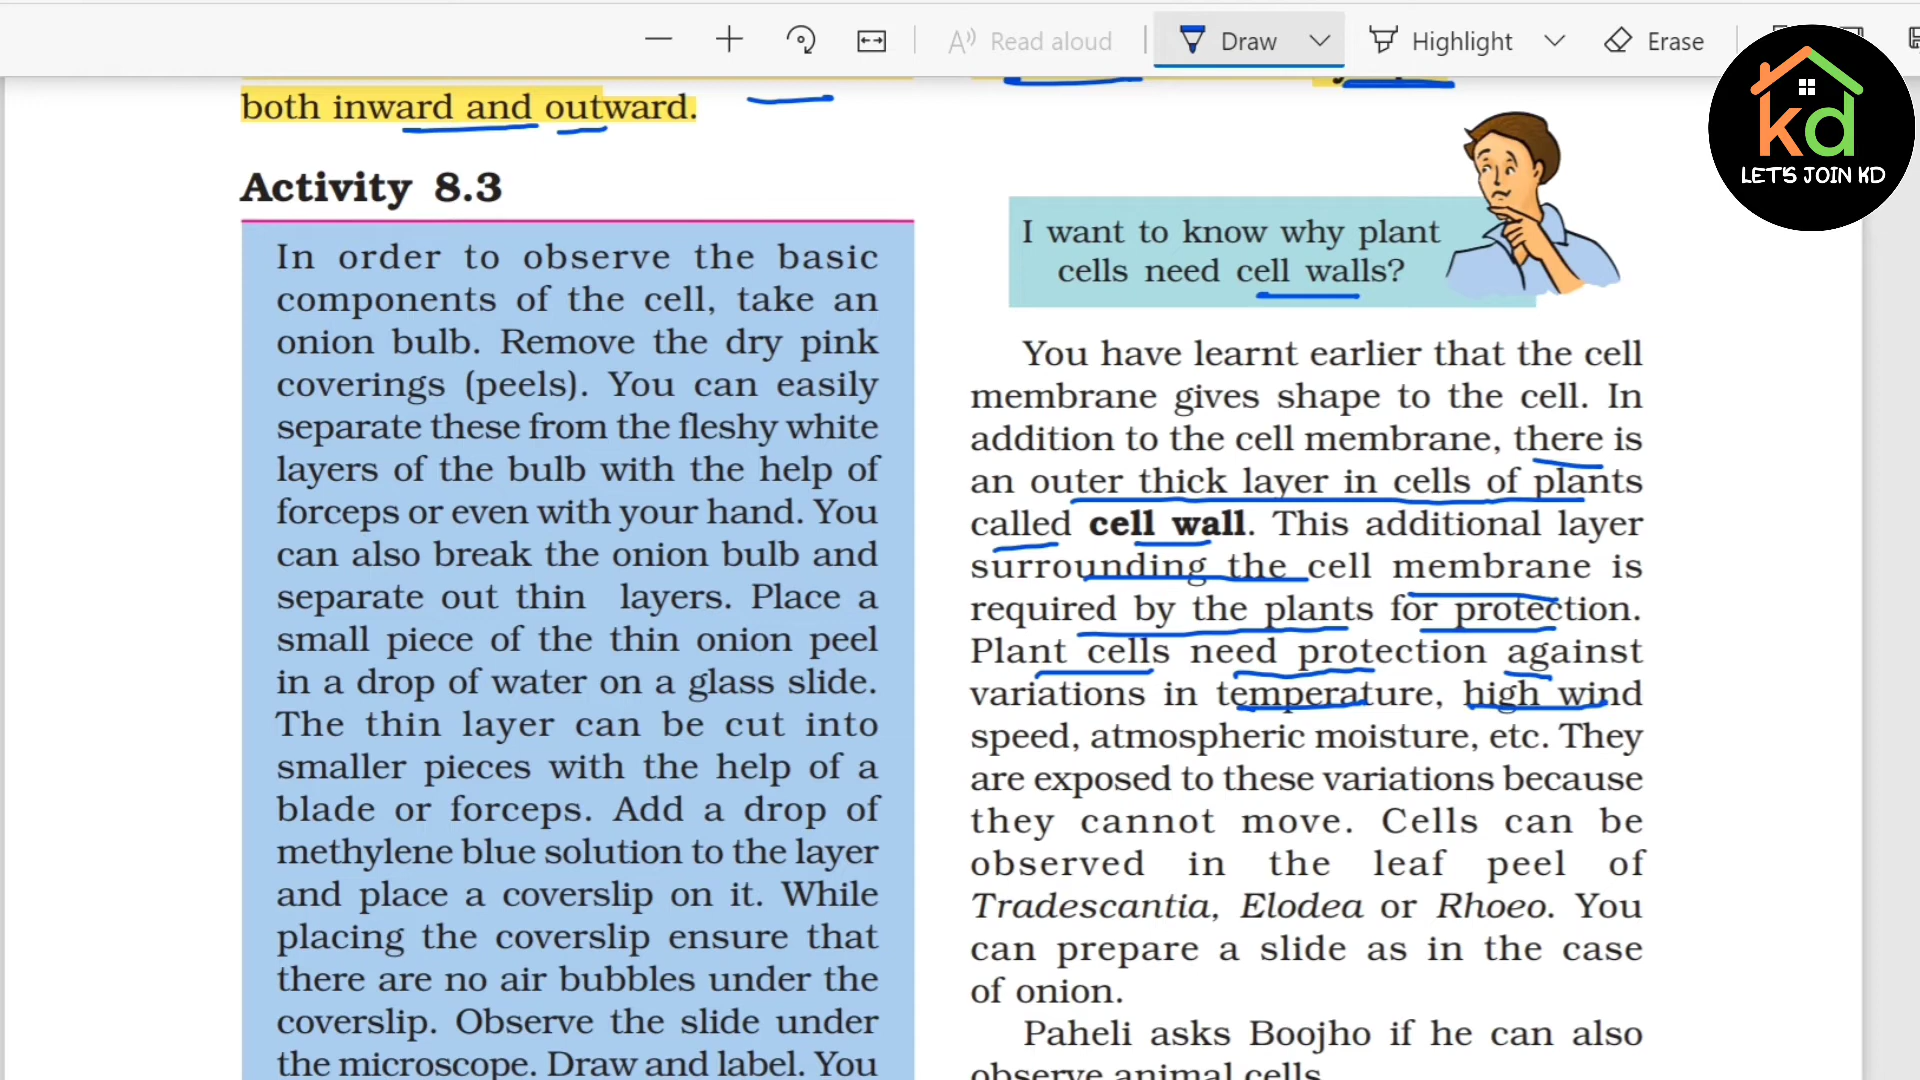 Read aloud
Draw
Highlight
Erase
kd
LET'S JOIN KD
both inward and outward.
Activity 8.3
In order to observe the basic
components of the cell, take an
onion bulb. Remove the dry pink
coverings (peels). You can easily
separate these from the fleshy white
layers of the bulb with the help of
forceps or even with your hand. You
can also break the onion bulb and
separate out thin layers. Place a
small piece of the thin onion peel
in a drop of water on a glass slide.
The thin layer can be cut into
smaller pieces with the help of a
blade or forceps. Add a drop of
methylene blue solution to the layer
and place a coverslip on it. While
placing the coverslip ensure that
there are no air bubbles under the
coverslip. Observe the slide under
the microscope. Draw and label. You
I want to know why plant
cells need cell walls?
You have learnt earlier that the cell
membrane gives shape to the cell. In
addition to the cell membrane, there is
an outer thick layer in cells of plants
called cell wall. This additional layer
surrounding the cell membrane is
required by the plants for protection.
Plant cells need protection against
variations in temperature, high wind
speed, atmospheric moisture, etc. They
are exposed to these variations because
they cannot move. Cells can be
observed in the leaf peel of
Tradescantia, Elodea or Rhoeo. You
can prepare a slide as in the case
of onion.
Paheli asks Boojho if he can also
observe animal cells.